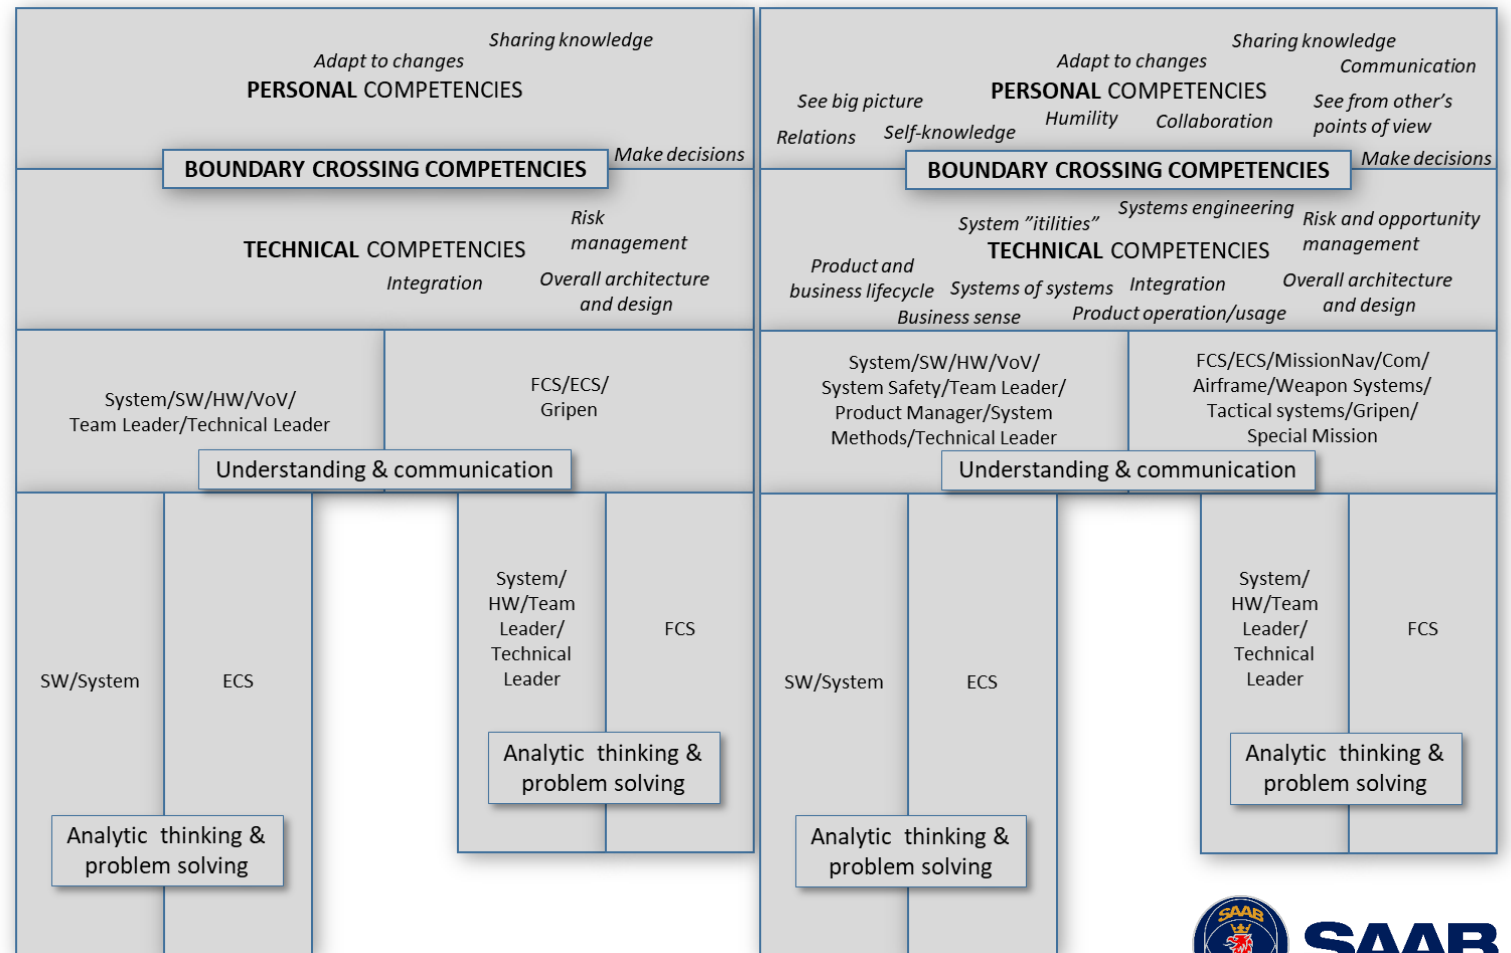 Sharing knowledge
Adapt to changes
PERSONAL COMPETENCIES
Make decisions
BOUNDARY CROSSING COMPETENCIES
Risk
management
TECHNICAL COMPETENCIES
Integration
Overall architecture
and design
System/SW/HW/VoV/
Team Leader/Technical Leader
FCS/ECS/
Gripen
Understanding & communication
SW/System
ECS
Analytic thinking &
problem solving
System/
HW/Team
Leader/
Technical
Leader
FCS
Analytic thinking &
problem solving
Sharing knowledge
Adapt to changes
Communication
PERSONAL COMPETENCIES
See big picture
See from other's
points of view
Humility
Collaboration
Relations
Self-knowledge
Make decisions
BOUNDARY CROSSING COMPETENCIES
Systems engineering
System ”itilities”
Risk and opportunity
management
TECHNICAL COMPETENCIES
Product and
business lifecycle
Systems of systems
Integration
Overall architecture
and design
Business sense
Product operation/usage
System/SW/HW/VoV/
System Safety/Team Leader/
Product Manager/System
Methods/Technical Leader
FCS/ECS/MissionNav/Com/
Airframe/Weapon Systems/
Tactical systems/Gripen/
Special Mission
Understanding & communication
SW/System
ECS
Analytic thinking &
problem solving
System/
HW/Team
Leader/
Technical
Leader
FCS
Analytic thinking &
problem solving
SAAB
SAAB